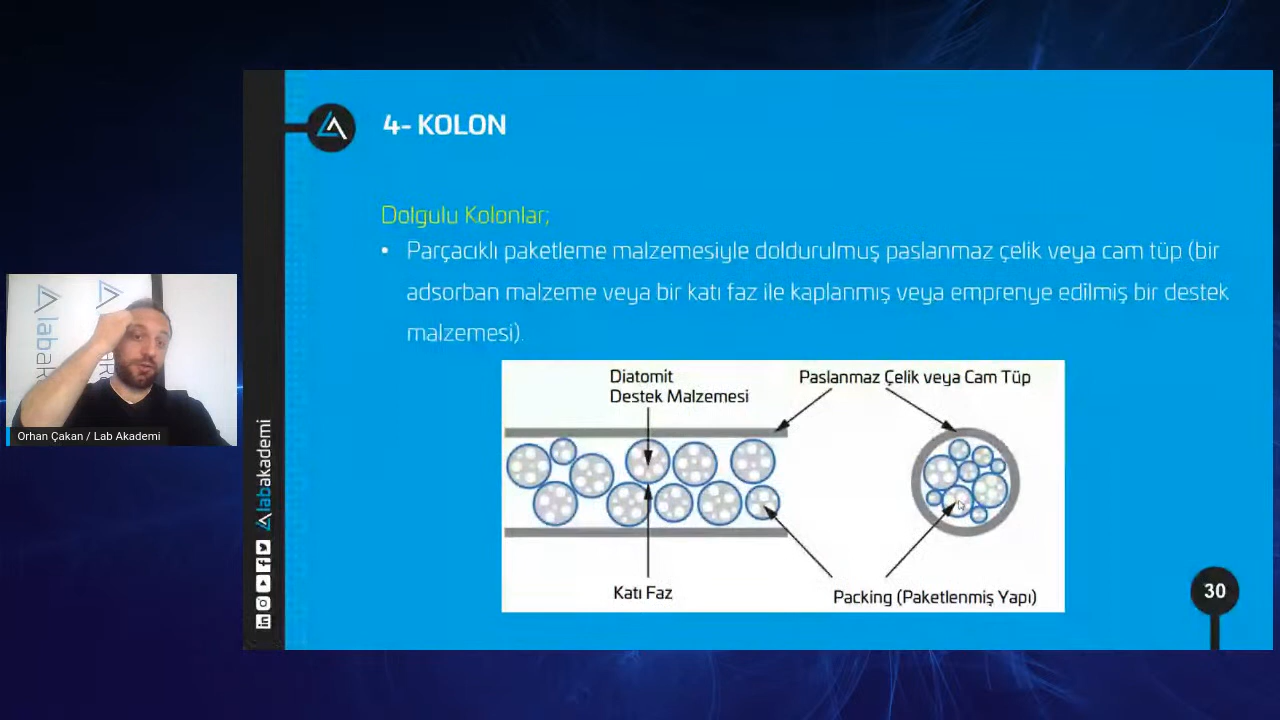 4- KOLON
Dolgulu Kolonlar;
• Parçacıklı paketleme malzemesiyle doldurulmuş paslanmaz çelik veya cam tüp (bir
adsorban malzeme veya bir katı faz ile kaplanmış veya emprenye edilmiş bir destek
malzemesi).
Diatomit
Destek Malzemesi
Paslanmaz Çelik veya Cam Tüp
Katı Faz
Packing (Paketlenmiş Yapı)
30
labakademi
Orhan Çakan / Lab Akademi